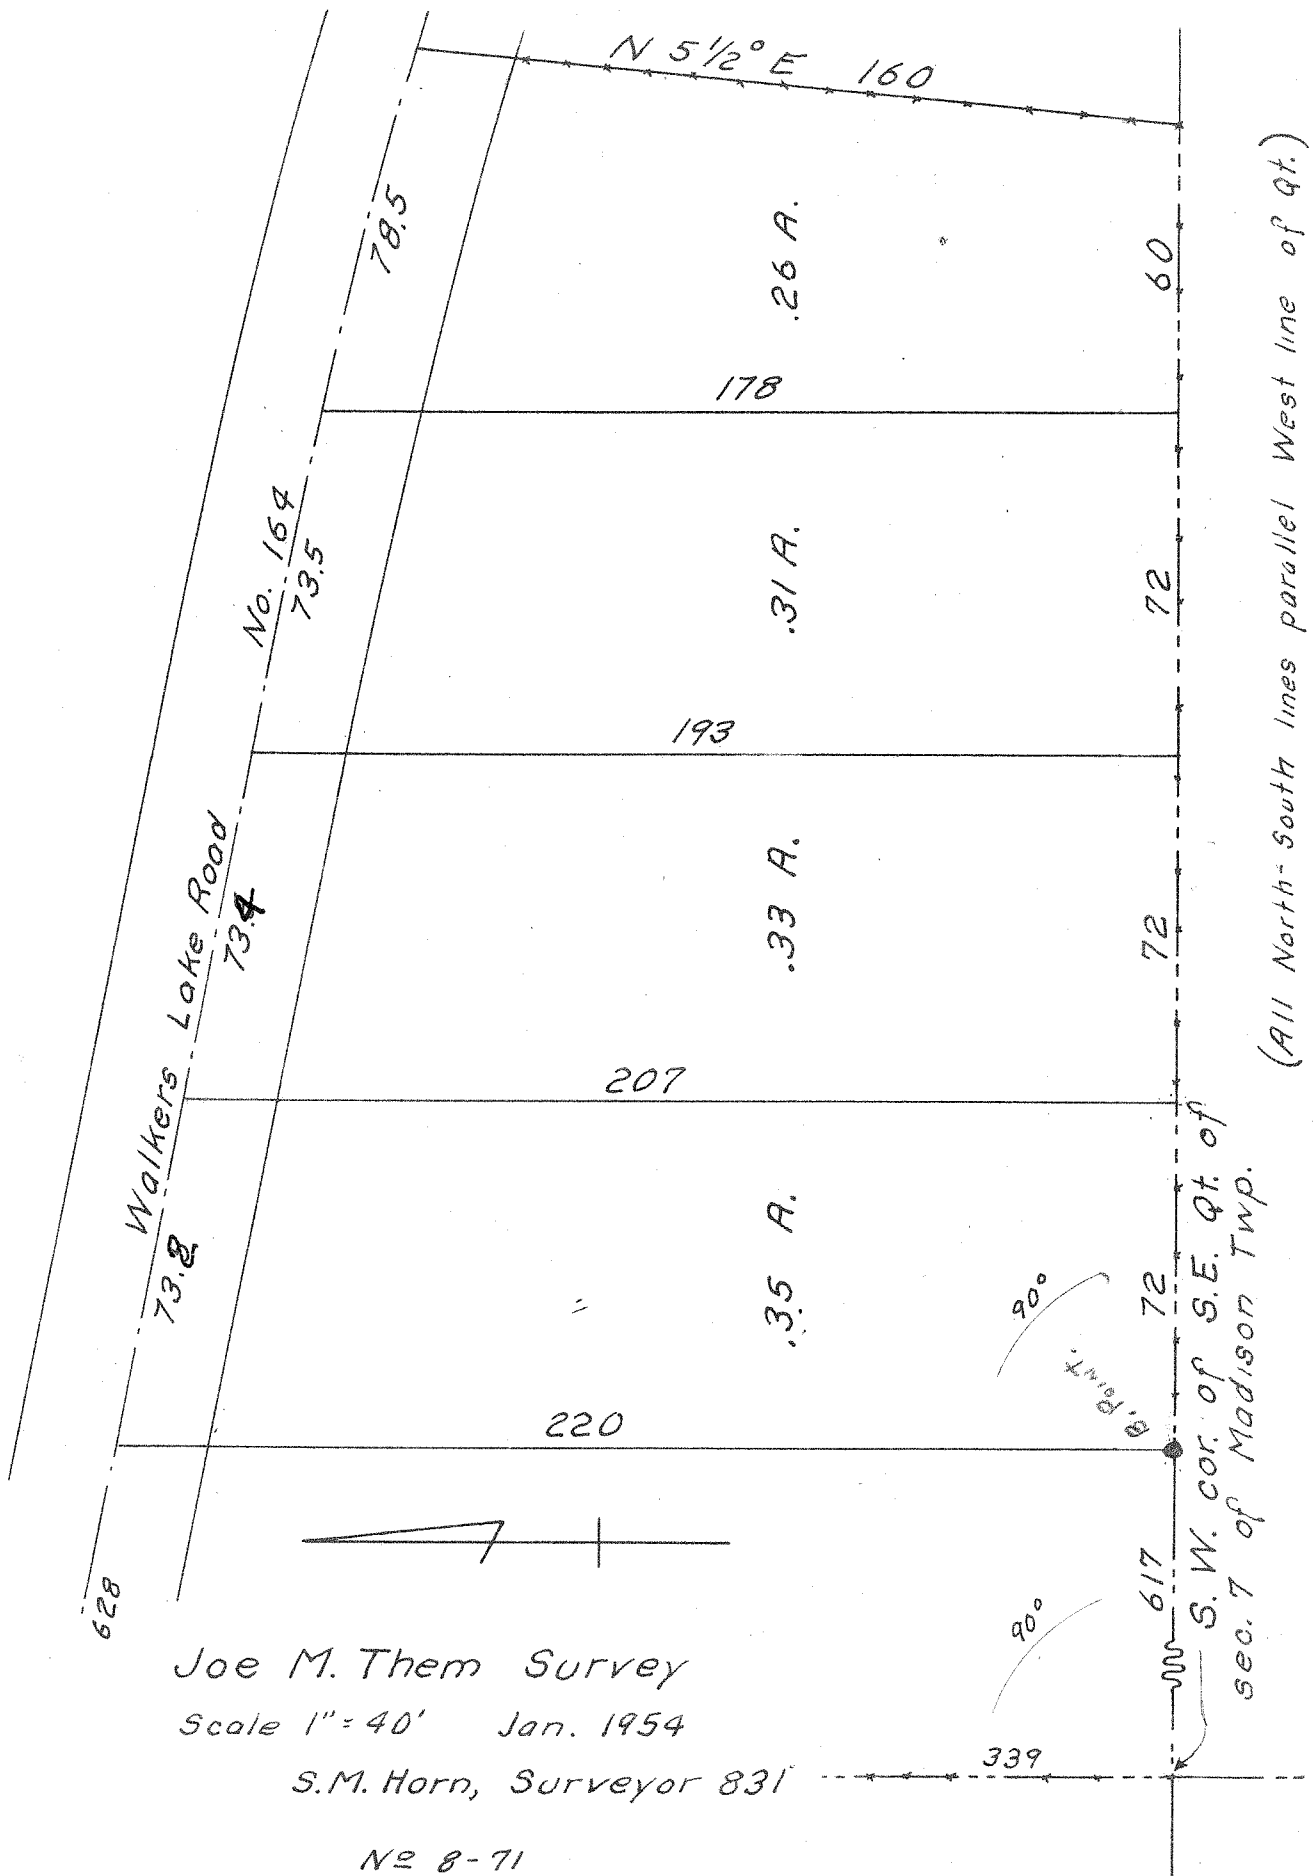 N 5½° E 160
78.5
.26 A.
60
178
No. 164
73.5
.31 A.
72
193
Walkers Lake Road
73.4
.33 A.
72
207
73.8
.35 A.
90°
72
B. Point.
220
628
617
90°
339
S. W. cor. of S.E. Qt. of
sec. 7 of Madison Twp.
(All North-South lines parallel West line of Qt.)
Joe M. Them Survey
Scale 1"=40' Jan. 1954
S.M. Horn, Surveyor 831
Nº 8-71